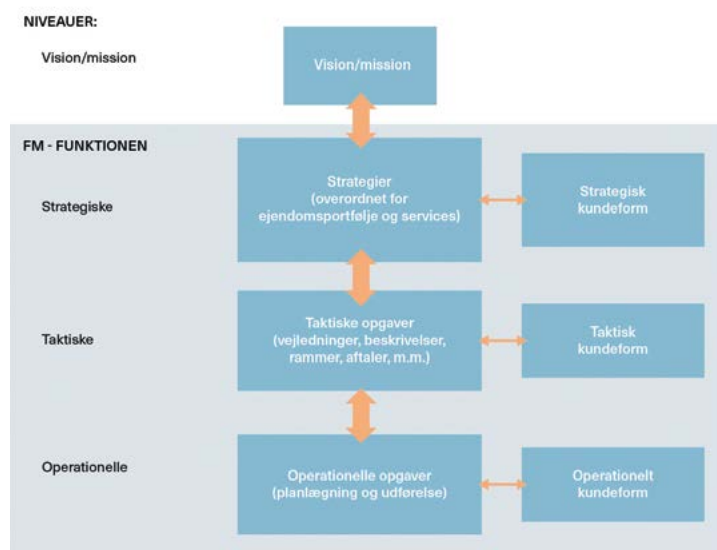 NIVEAUER:
Vision/mission
Vision/mission
FM - FUNKTIONEN
Strategiske
Strategier
(overordnet for
ejendomsportfølje og services)
Strategisk
kundeform
Taktiske
Taktiske opgaver
(vejledninger, beskrivelser,
rammer, aftaler, m.m.)
Taktisk
kundeform
Operationelle
Operationelle opgaver
(planlægning og udførelse)
Operationelt
kundeform